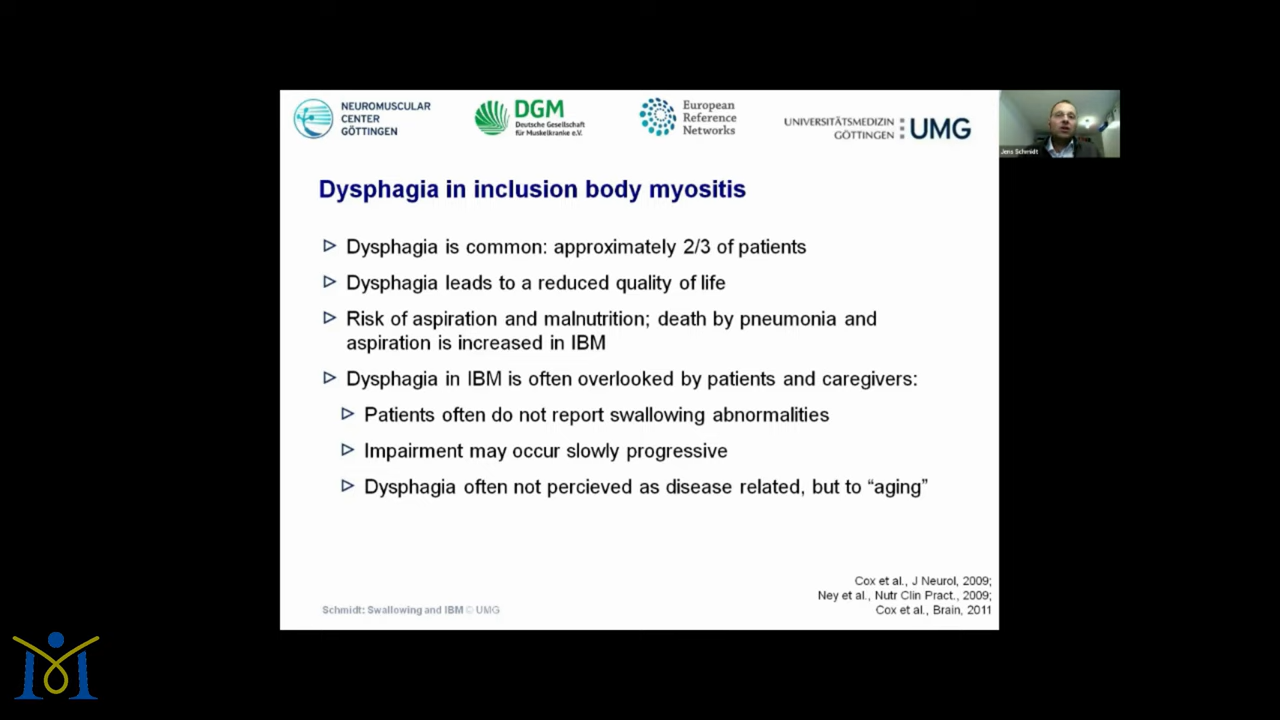 NEUROMUSCULAR
CENTER
GÖTTINGEN
DGM
Deutsche Gesellschaft
für Muskelkranke e.V.
European
Reference
Networks
UNIVERSITÄTSMEDIZIN
GÖTTINGEN
UMG
Jens Schmidt
Dysphagia in inclusion body myositis
Dysphagia is common: approximately 2/3 of patients
Dysphagia leads to a reduced quality of life
Risk of aspiration and malnutrition; death by pneumonia and
aspiration is increased in IBM
Dysphagia in IBM is often overlooked by patients and caregivers:
Patients often do not report swallowing abnormalities
Impairment may occur slowly progressive
Dysphagia often not percieved as disease related, but to “aging”
Cox et al., J Neurol, 2009;
Ney et al., Nutr Clin Pract., 2009;
Cox et al., Brain, 2011
Schmidt: Swallowing and IBM © UMG